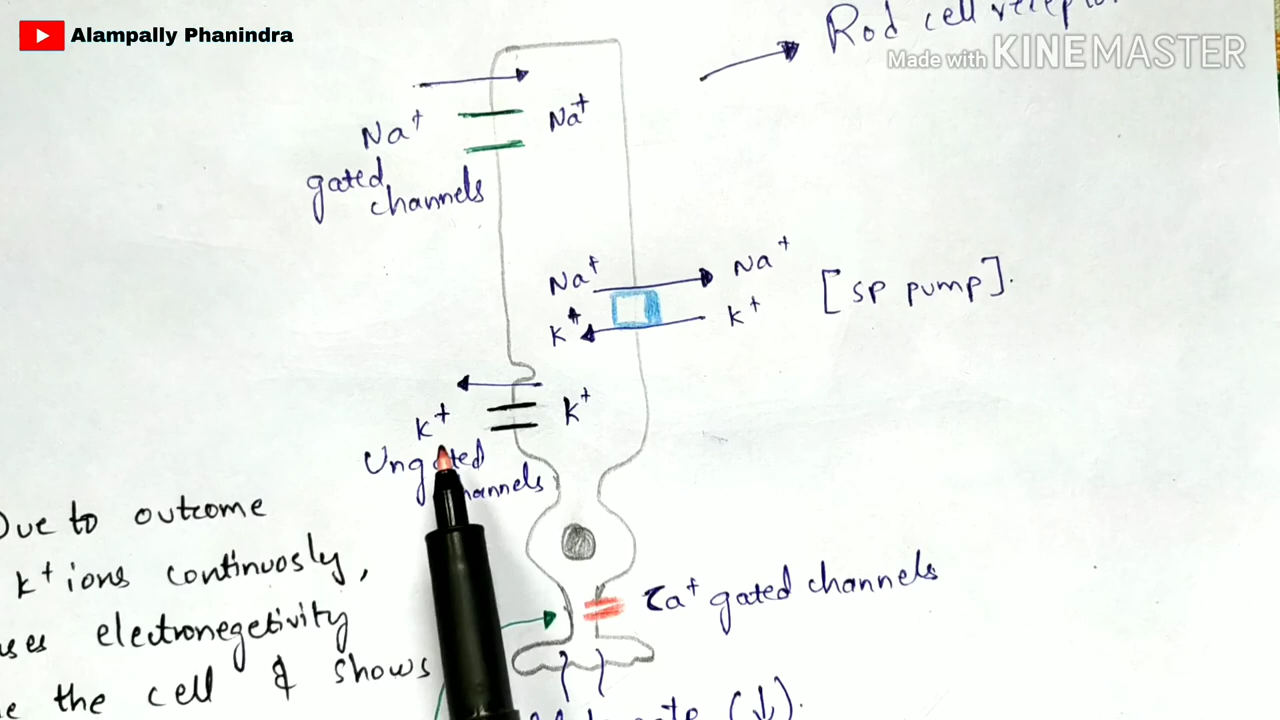 Alampally Phanindra
Rod cell
Made with KINEMASTER
Na+
Na+
gated
channels
Na+
Na+
K+
K+
[SP pump].
K+
K+
Ungated
channels
Due to outcome
K+ ions continuosly,
electronegetivity
the cell & shows
Ca+ gated channels
(↓).